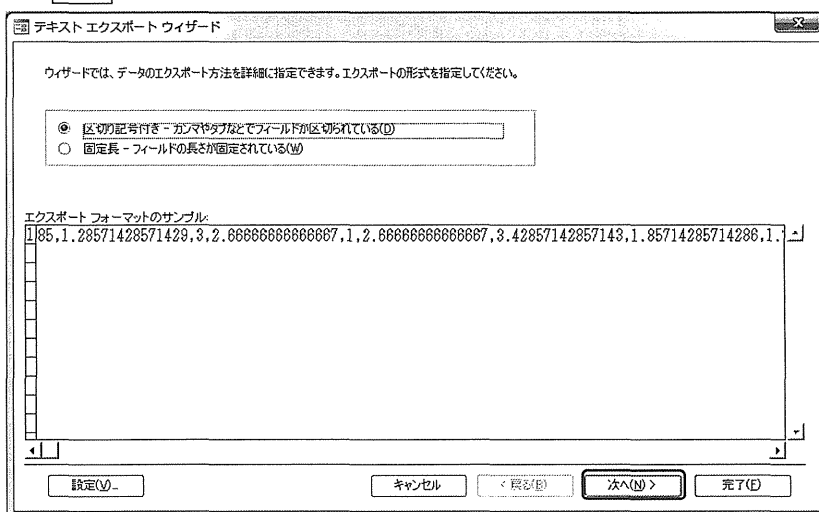 テキスト エクスポート ウィザード
ウィザードでは、データのエクスポート方法を詳細に指定できます。エクスポートの形式を指定してください。
区切り記号付き - カンマやタブなどでフィールドが区切られている(D)
固定長 - フィールドの長さが固定されている(W)
エクスポート フォーマットのサンプル:
1 85,1.28571428571429,3,2.66666666666667,1,2.66666666666667,3.42857142857143,1.85714285714286,1.
設定(V)...
キャンセル
< 戻る(B)
次へ(N) >
完了(F)